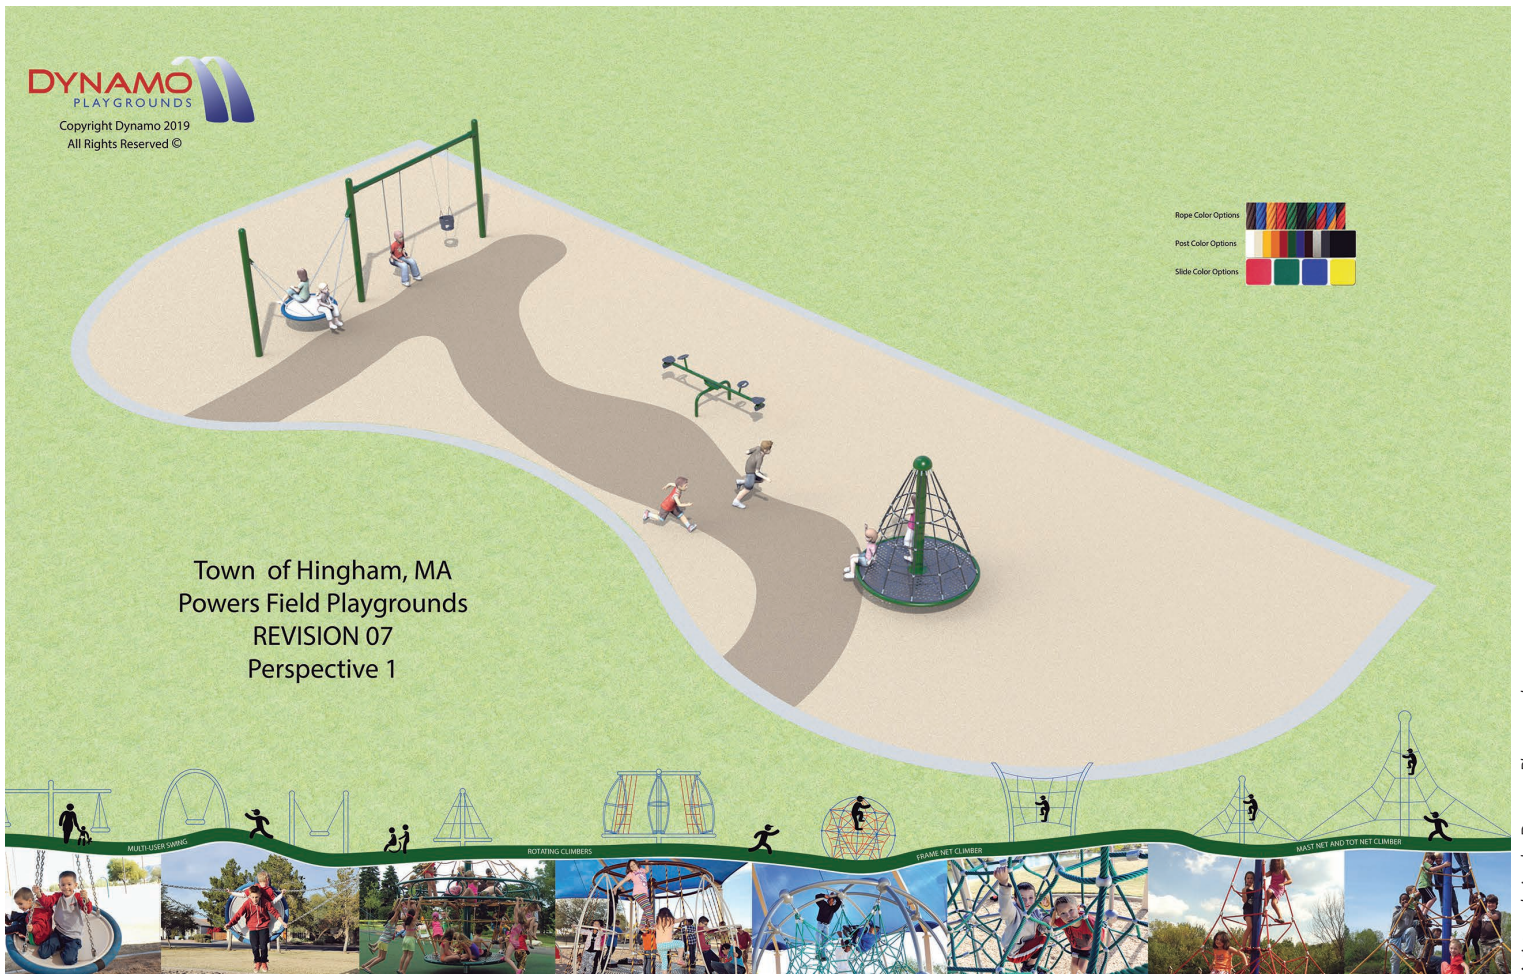 DYNAMO
PLAYGROUNDS
Copyright Dynamo 2019
All Rights Reserved ©
Rope Color Options
Post Color Options
Slide Color Options
Town of Hingham, MA
Powers Field Playgrounds
REVISION 07
Perspective 1
MULTI-USER SWING
ROTATING CLIMBERS
FRAME NET CLIMBER
MAST NET AND TOT NET CLIMBER